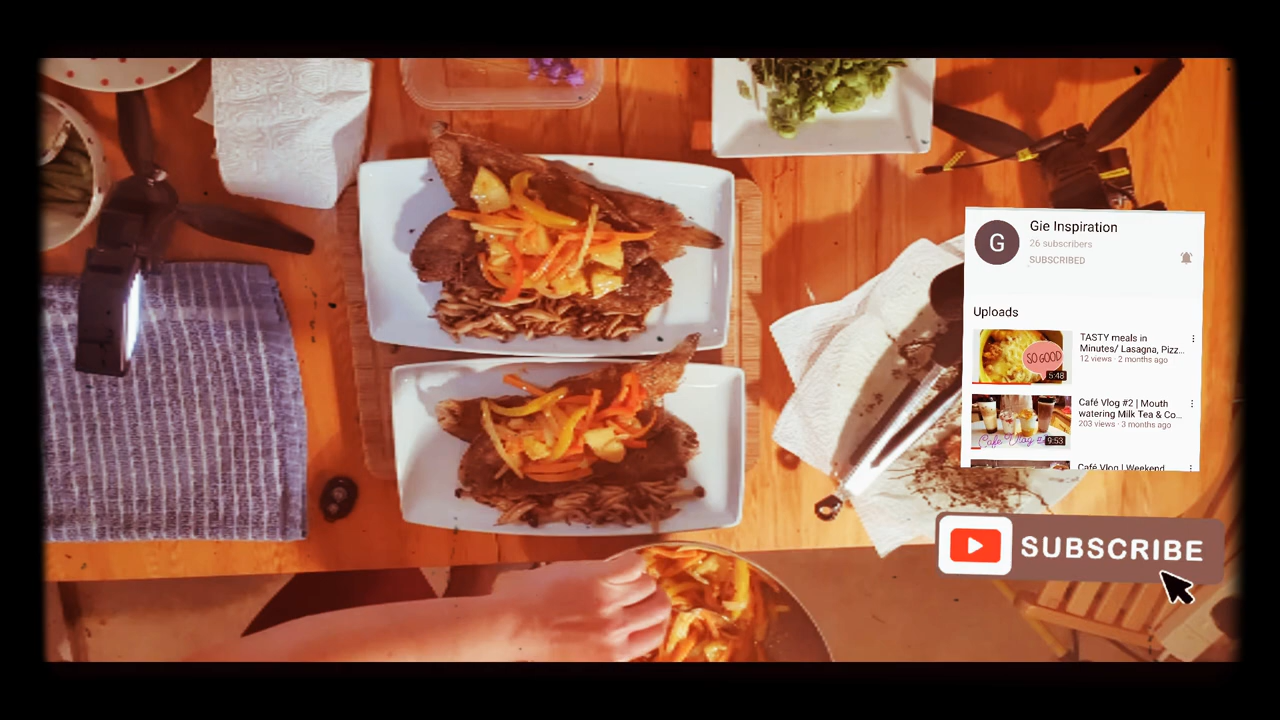 G
Gie Inspiration
26 subscribers
SUBSCRIBED
Uploads
SO GOOD
5:48
TASTY meals in
Minutes/ Lasagna, Pizz...
12 views · 2 months ago
Cafe Vlog #
9:53
Café Vlog #2 | Mouth
watering Milk Tea & Co...
203 views · 3 months ago
Café Vlog | Weekend
SUBSCRIBE